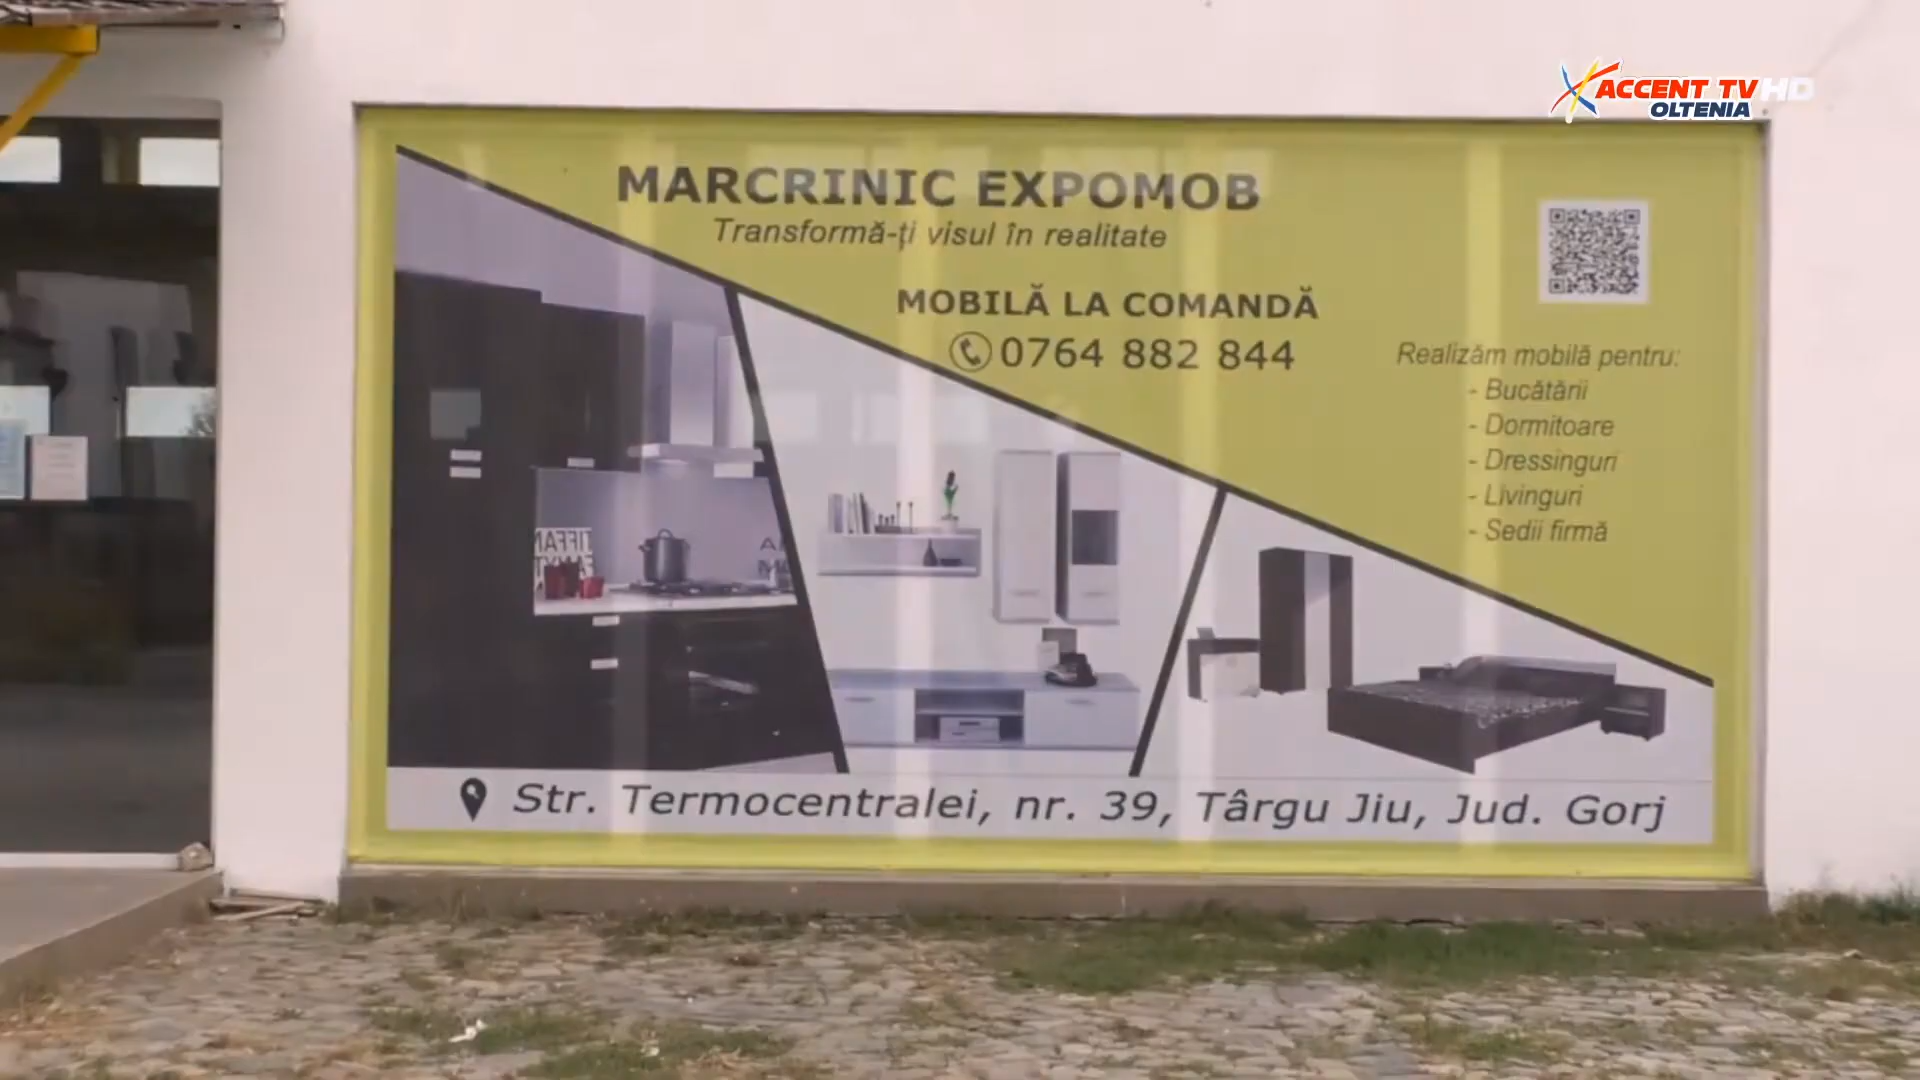 ACCENT TV HD
OLTENIA
MARCRINIC EXPOMOB
Transformă-ți visul în realitate
MOBILĂ LA COMANDĂ
0764 882 844
Realizăm mobilă pentru:
- Bucătării
- Dormitoare
- Dressinguri
- Livinguri
- Sedii firmă
TIFFAN
Str. Termocentralei, nr. 39, Târgu Jiu, Jud. Gorj